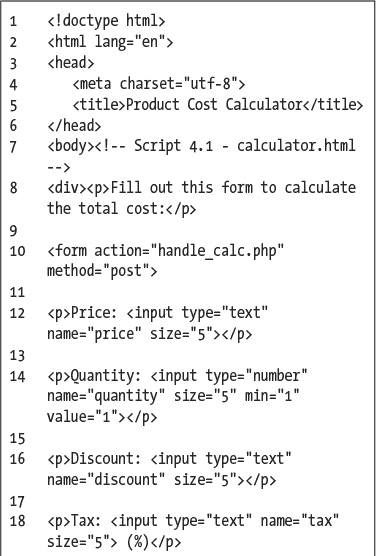 1 <!doctype html>
2 <html lang="en">
3 <head>
4 <meta charset="utf-8">
5 <title>Product Cost Calculator</title>
6 </head>
7 <body><!-- Script 4.1 - calculator.html
-->
8 <div><p>Fill out this form to calculate
the total cost:</p>
9
10 <form action="handle_calc.php"
method="post">
11
12 <p>Price: <input type="text"
name="price" size="5"></p>
13
14 <p>Quantity: <input type="number"
name="quantity" size="5" min="1"
value="1"></p>
15
16 <p>Discount: <input type="text"
name="discount" size="5"></p>
17
18 <p>Tax: <input type="text" name="tax"
size="5"> (%)</p>